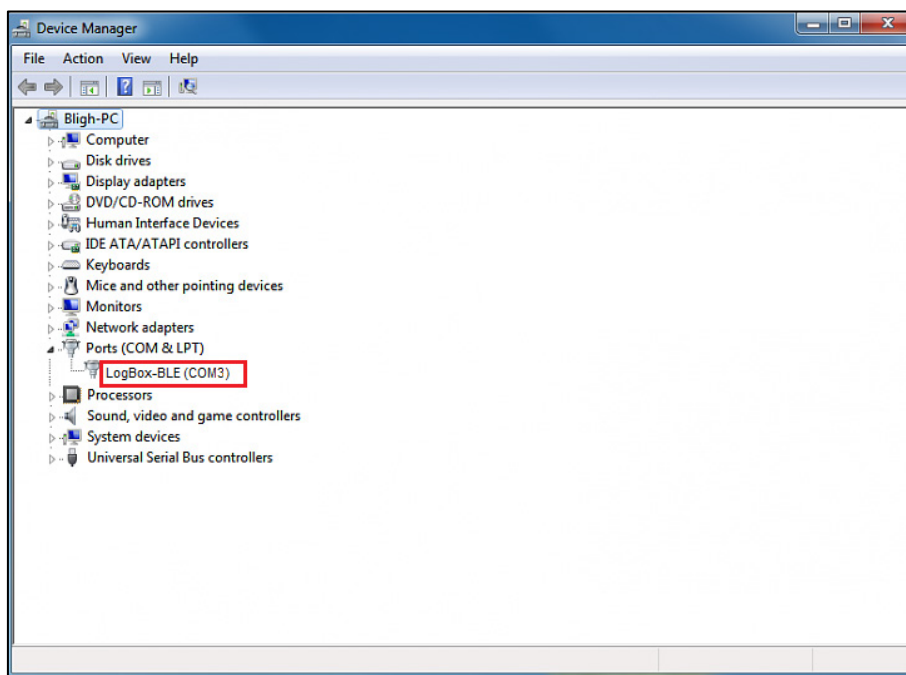 Device Manager
File Action View Help
Bligh-PC
Computer
Disk drives
Display adapters
DVD/CD-ROM drives
Human Interface Devices
IDE ATA/ATAPI controllers
Keyboards
Mice and other pointing devices
Monitors
Network adapters
Ports (COM & LPT)
LogBox-BLE (COM3)
Processors
Sound, video and game controllers
System devices
Universal Serial Bus controllers